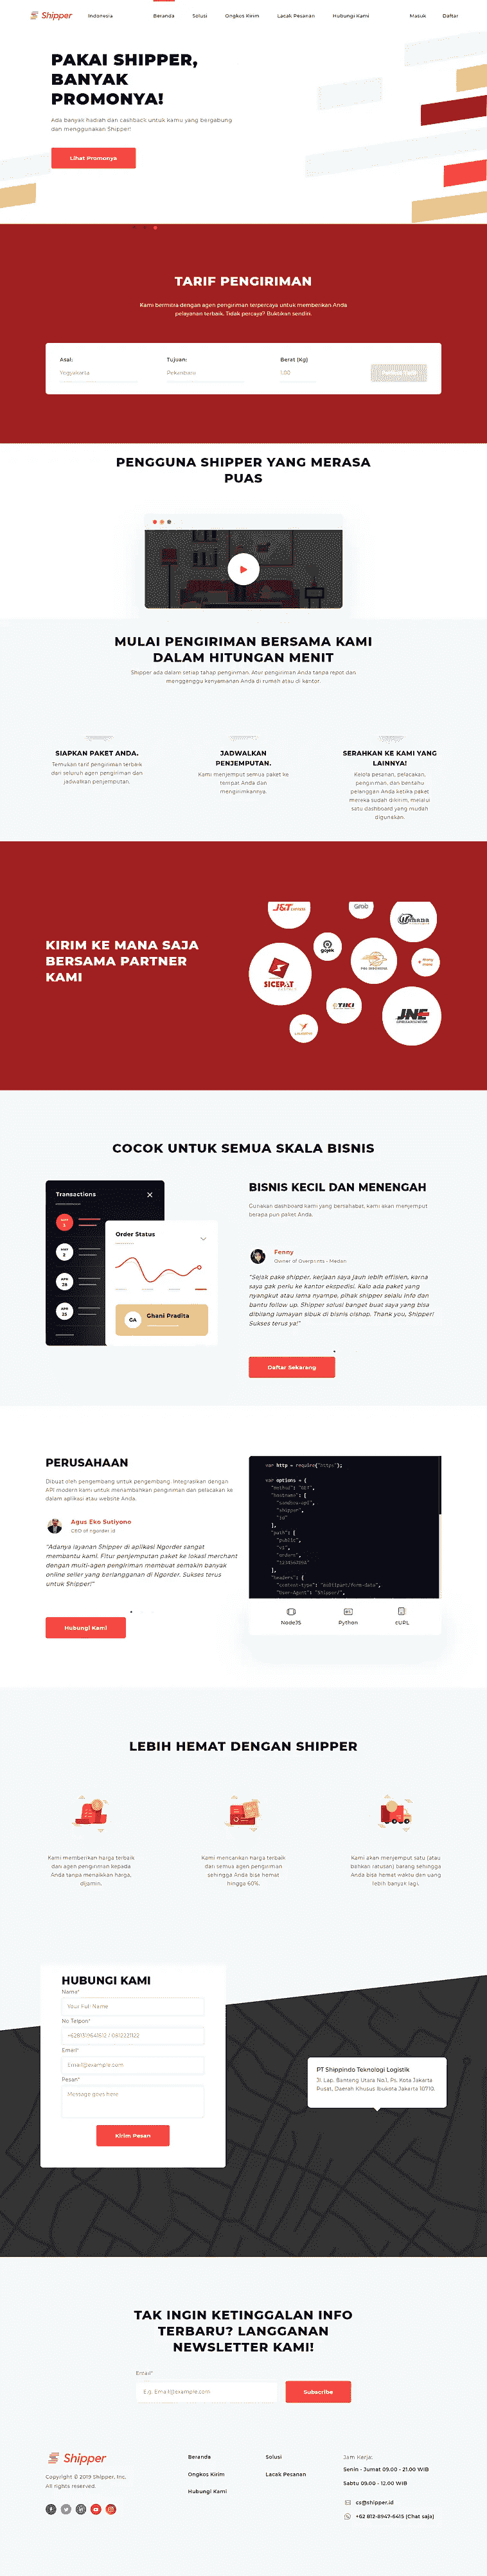 Shipper
Indonesia
Beranda
Solusi
Ongkos Kirim
Lacak Pesanan
Hubungi Kami
Masuk
Daftar
PAKAI SHIPPER,
BANYAK
PROMONYA!
Ada banyak hadiah dan cashback untuk kamu yang bergabung
dan menggunakan Shipper!
Lihat Promonya
TARIF PENGIRIMAN
Kami bermitra dengan agen pengiriman terpercaya untuk memberikan Anda
pelayanan terbaik. Tidak percaya? Buktikan sendiri.
Asal:
Tujuan:
Berat (Kg)
Yogyakarta
Pekanbaru
1.00
PENGGUNA SHIPPER YANG MERASA
PUAS
MULAI PENGIRIMAN BERSAMA KAMI
DALAM HITUNGAN MENIT
Shipper ada dalam setiap tahap pengiriman. Atur pengiriman Anda tanpa repot dan
mengganggu kenyamanan Anda di rumah atau di kantor.
SIAPKAN PAKET ANDA.
Temukan tarif pengiriman terbaik
dari seluruh agen pengiriman dan
jadwalkan penjemputan.
JADWALKAN
PENJEMPUTAN.
Kami menjemput semua paket ke
tempat Anda dan
mengirimkannya.
SERAHKAN KE KAMI YANG
LAINNYA!
Kelola pesanan, pelacakan,
pengiriman, dan beritahu
pelanggan Anda ketika paket
mereka sudah dikirim, melalui
satu dashboard yang mudah
digunakan.
KIRIM KE MANA SAJA
BERSAMA PARTNER
KAMI
J&T EXPRESS
Grab
Wahana
gojek
SICEPAT
TIKI
JNE
COCOK UNTUK SEMUA SKALA BISNIS
Transactions
Order Status
MAY
2
APR
28
APR
25
GA
Ghani Pradita
BISNIS KECIL DAN MENENGAH
Gunakan dashboard kami yang bersahabat, kami akan menjemput
berapa pun paket Anda.
Fenny
Owner of Overprints - Medan
"Sejak pake shipper, kerjaan saya jauh lebih effisien, karna
saya gak perlu ke kantor ekspedisi. Kalo ada paket yang
nyangkut atau lama nyampe, pihak shipper selalu info dan
bantu follow up. Shipper solusi banget buat saya yang bisa
dibilang lumayan sibuk di bisnis olshop. Thank you, Shipper!
Sukses terus ya!"
Daftar Sekarang
PERUSAHAAN
Dibuat oleh pengembang untuk pengembang. Integrasikan dengan
API modern kami untuk menambahkan pengiriman dan pelacakan ke
dalam aplikasi atau website Anda.
Agus Eko Sutiyono
CEO of ngorder.id
"Adanya layanan Shipper di aplikasi Ngorder sangat
membantu kami. Fitur penjemputan paket ke lokasi merchant
dengan multi-agen pengiriman membuat semakin banyak
online seller yang berlangganan di Ngorder. Sukses terus
untuk Shipper!"
Hubungi Kami
var http = require("https");
var options = {
"method": "GET",
"hostname": [
"sandbox-api",
"shipper",
"id"
],
"path": [
"public",
"v1",
"orders",
],
"headers": {
"content-type": "multipart/form-data",
"User-Agent": "Shipper/",
NodeJS
Python
cURL
LEBIH HEMAT DENGAN SHIPPER
Kami memberikan harga terbaik
dari agen pengiriman kepada
Anda tanpa menaikkan harga,
dijamin.
Kami mencarikan harga terbaik
dari semua agen pengiriman
sehingga Anda bisa hemat
hingga 60%.
Kami akan menjemput satu (atau
bahkan ratusan) barang sehingga
Anda bisa hemat waktu dan uang
lebih banyak lagi.
HUBUNGI KAMI
Nama*
Your Full Name
No Telpon*
Email*
Email@example.com
Pesan*
Message goes here
Kirim Pesan
PT Shippindo Teknologi Logistik
Jl. Lap. Banteng Utara No.1, Ps. Kota Jakarta
Pusat, Daerah Khusus Ibukota Jakarta 10710.
TAK INGIN KETINGGALAN INFO
TERBARU? LANGGANAN
NEWSLETTER KAMI!
Email*
E.g. Email@example.com
Subscribe
Shipper
Copyright © 2019 Shipper, Inc.
All rights reserved.
Beranda
Ongkos Kirim
Hubungi Kami
Solusi
Lacak Pesanan
Jam Kerja:
Senin - Jumat 09.00 - 21.00 WIB
Sabtu 09.00 - 12.00 WIB
cs@shipper.id
+62 812-8947-6415 (Chat saja)